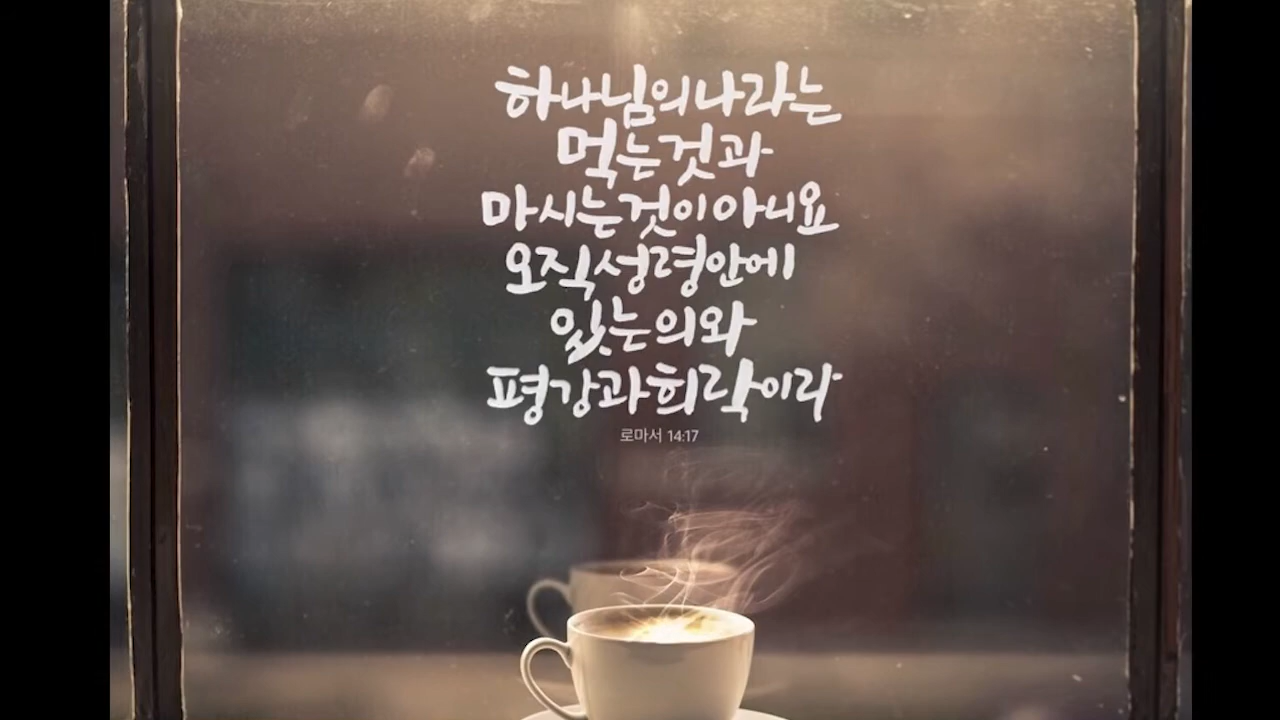 하나님의 나라는
먹는 것과
마시는 것이 아니요
오직 성령 안에
있는 의와
평강과 희락이라
로마서 14:17